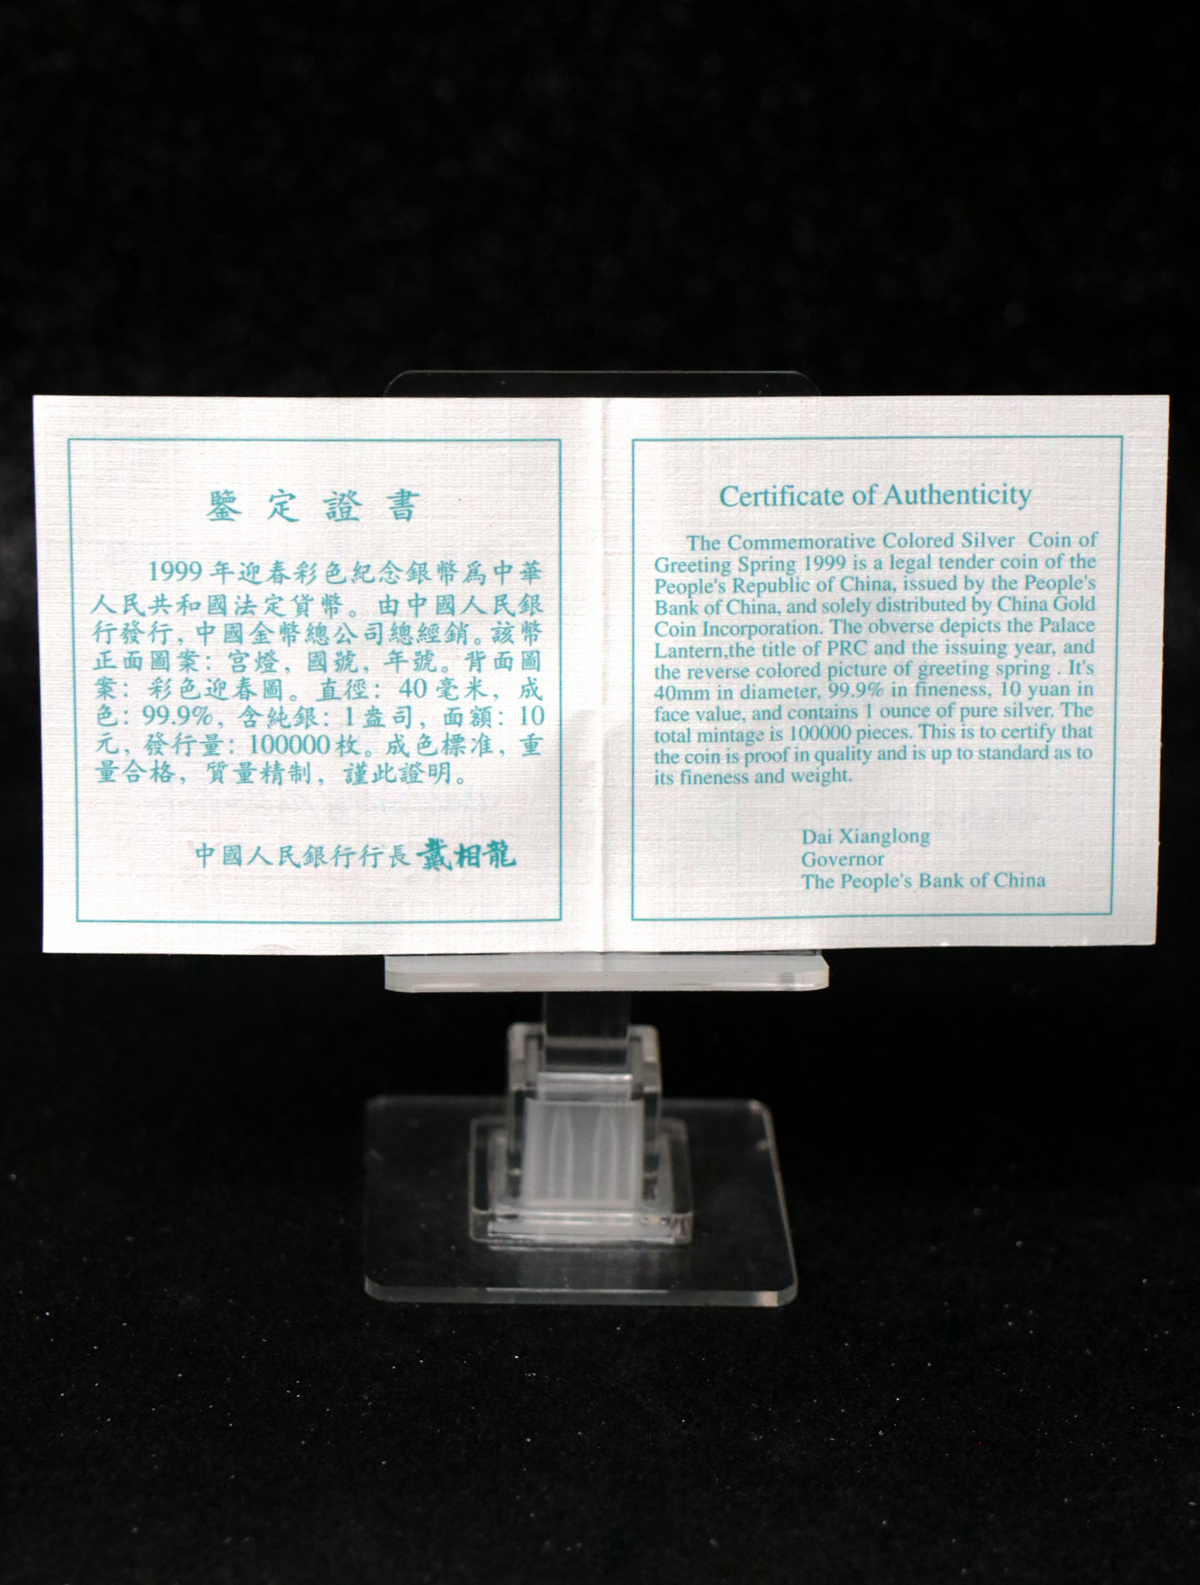 鑒定證書
1999年迎春彩色紀念銀幣爲中華
人民共和國法定貨幣。由中國人民銀
行發行，中國金幣總公司總經銷。該幣
正面圖案：宫燈，國號，年號。背面圖
案：彩色迎春圖。直徑：40毫米，成
色：99.9%，含純銀：1盎司，面額：10
元，發行量：100000枚。成色標准，重
量合格，質量精制，謹此證明。
中國人民銀行行長戴相龍
Certificate of Authenticity
The Commemorative Colored Silver Coin of
Greeting Spring 1999 is a legal tender coin of the
People's Republic of China, issued by the People's
Bank of China, and solely distributed by China Gold
Coin Incorporation. The obverse depicts the Palace
Lantern,the title of PRC and the issuing year, and
the reverse colored picture of greeting spring . It's
40mm in diameter, 99.9% in fineness, 10 yuan in
face value, and contains 1 ounce of pure silver. The
total mintage is 100000 pieces. This is to certify that
the coin is proof in quality and is up to standard as to
its fineness and weight.
Dai Xianglong
Governor
The People's Bank of China